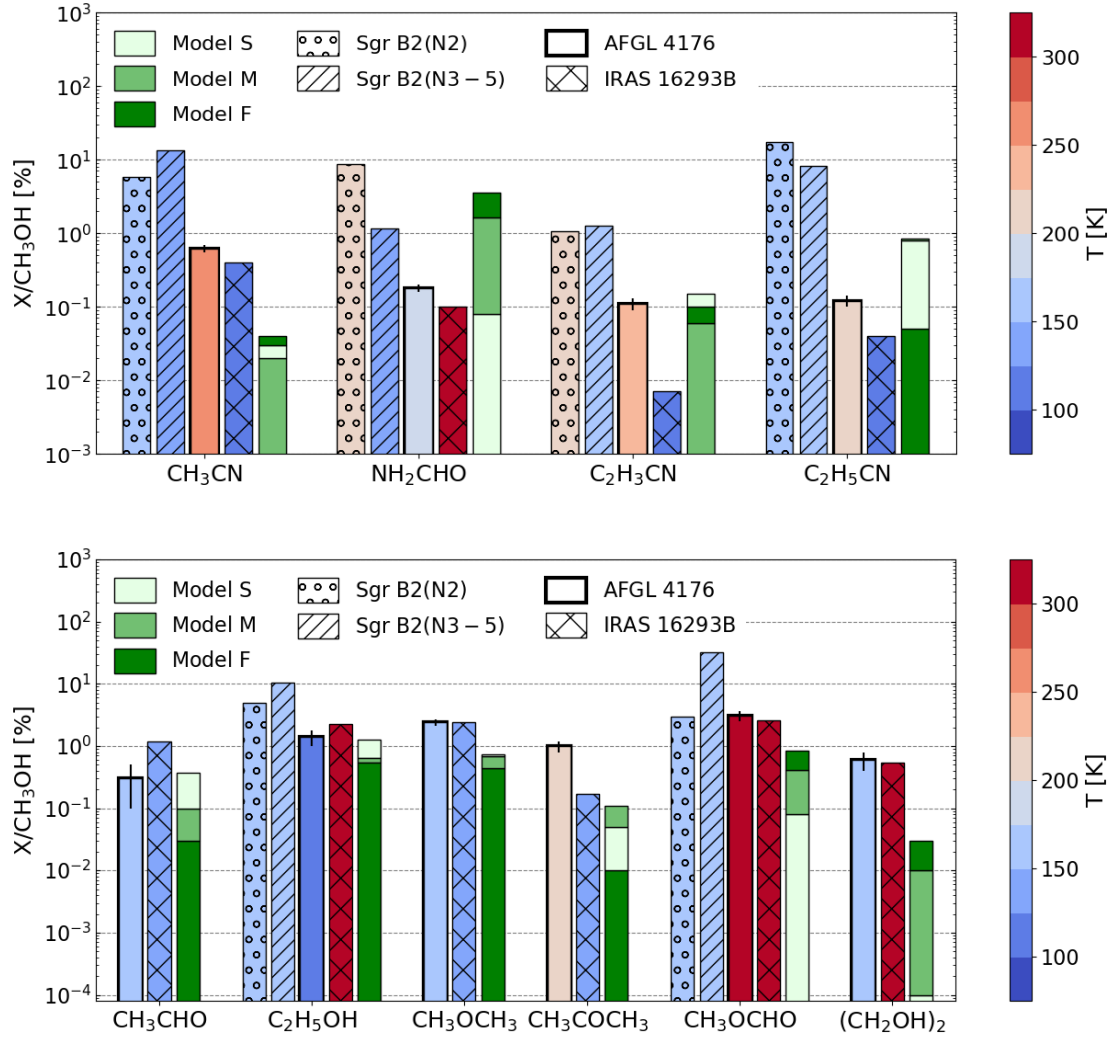 10³
10²
10¹
10⁰
10⁻¹
10⁻²
10⁻³
X/CH₃OH [%]
Model S
Model M
Model F
Sgr B2(N2)
Sgr B2(N3 − 5)
AFGL 4176
IRAS 16293B
CH₃CN
NH₂CHO
C₂H₃CN
C₂H₅CN
300
250
200
150
100
T [K]
10³
10²
10¹
10⁰
10⁻¹
10⁻²
10⁻³
10⁻⁴
X/CH₃OH [%]
Model S
Model M
Model F
Sgr B2(N2)
Sgr B2(N3 − 5)
AFGL 4176
IRAS 16293B
CH₃CHO
C₂H₅OH
CH₃OCH₃
CH₃COCH₃
CH₃OCHO
(CH₂OH)₂
300
250
200
150
100
T [K]